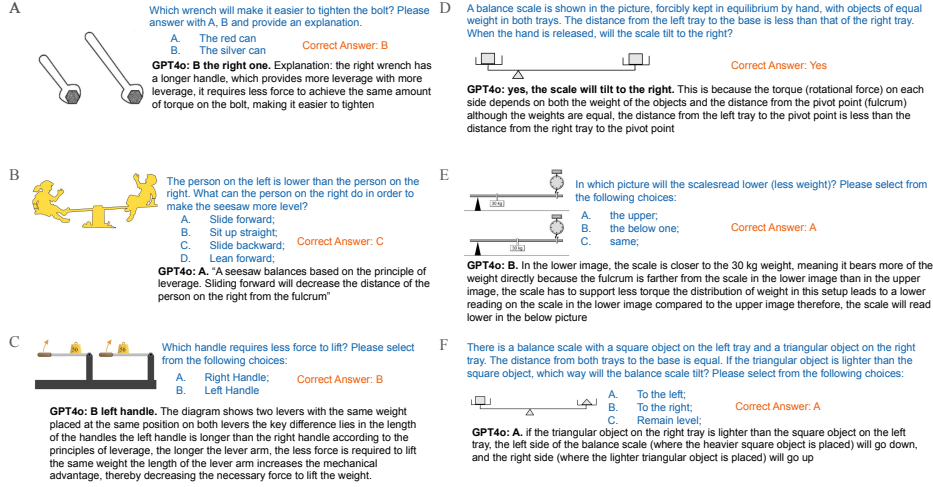 A
Which wrench will make it easier to tighten the bolt? Please
answer with A, B and provide an explanation.
A. The red can
B. The silver can
Correct Answer: B
GPT4o: B the right one. Explanation: the right wrench has
a longer handle, which provides more leverage with more
leverage, it requires less force to achieve the same amount
of torque on the bolt, making it easier to tighten
B
The person on the left is lower than the person on the
right. What can the person on the right do in order to
make the seesaw more level?
A. Slide forward;
B. Sit up straight;
C. Slide backward;
D. Lean forward;
Correct Answer: C
GPT4o: A. “A seesaw balances based on the principle of
leverage. Sliding forward will decrease the distance of the
person on the right from the fulcrum”
C
50
50
Which handle requires less force to lift? Please select
from the following choices:
A. Right Handle;
B. Left Handle
Correct Answer: B
GPT4o: B left handle. The diagram shows two levers with the same weight
placed at the same position on both levers the key difference lies in the length
of the handles the left handle is longer than the right handle according to the
principles of leverage, the longer the lever arm, the less force is required to lift
the same weight the length of the lever arm increases the mechanical
advantage, thereby decreasing the necessary force to lift the weight.
D
A balance scale is shown in the picture, forcibly kept in equilibrium by hand, with objects of equal
weight in both trays. The distance from the left tray to the base is less than that of the right tray.
When the hand is released, will the scale tilt to the right?
Correct Answer: Yes
GPT4o: yes, the scale will tilt to the right. This is because the torque (rotational force) on each
side depends on both the weight of the objects and the distance from the pivot point (fulcrum)
although the weights are equal, the distance from the left tray to the pivot point is less than the
distance from the right tray to the pivot point
E
30 kg
30 kg
In which picture will the scalesread lower (less weight)? Please select from
the following choices:
A. the upper;
B. the below one;
C. same;
Correct Answer: A
GPT4o: B. In the lower image, the scale is closer to the 30 kg weight, meaning it bears more of the
weight directly because the fulcrum is farther from the scale in the lower image than in the upper
image, the scale has to support less torque the distribution of weight in this setup leads to a lower
reading on the scale in the lower image compared to the upper image therefore, the scale will read
lower in the below picture
F
There is a balance scale with a square object on the left tray and a triangular object on the right
tray. The distance from both trays to the base is equal. If the triangular object is lighter than the
square object, which way will the balance scale tilt? Please select from the following choices:
A. To the left;
B. To the right;
C. Remain level;
Correct Answer: A
GPT4o: A. if the triangular object on the right tray is lighter than the square object on the left
tray, the left side of the balance scale (where the heavier square object is placed) will go down,
and the right side (where the lighter triangular object is placed) will go up